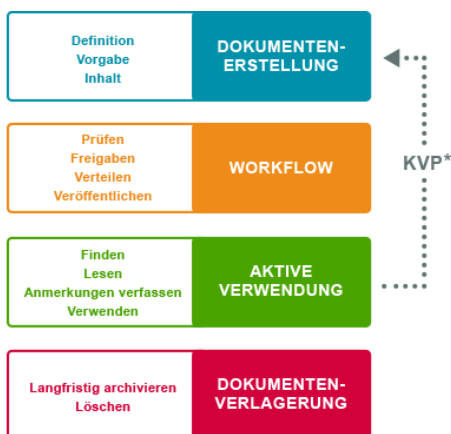 Definition
Vorgabe
Inhalt
DOKUMENTEN-
ERSTELLUNG
Prüfen
Freigaben
Verteilen
Veröffentlichen
WORKFLOW
KVP*
Finden
Lesen
Anmerkungen verfassen
Verwenden
AKTIVE
VERWENDUNG
Langfristig archivieren
Löschen
DOKUMENTEN-
VERLAGERUNG